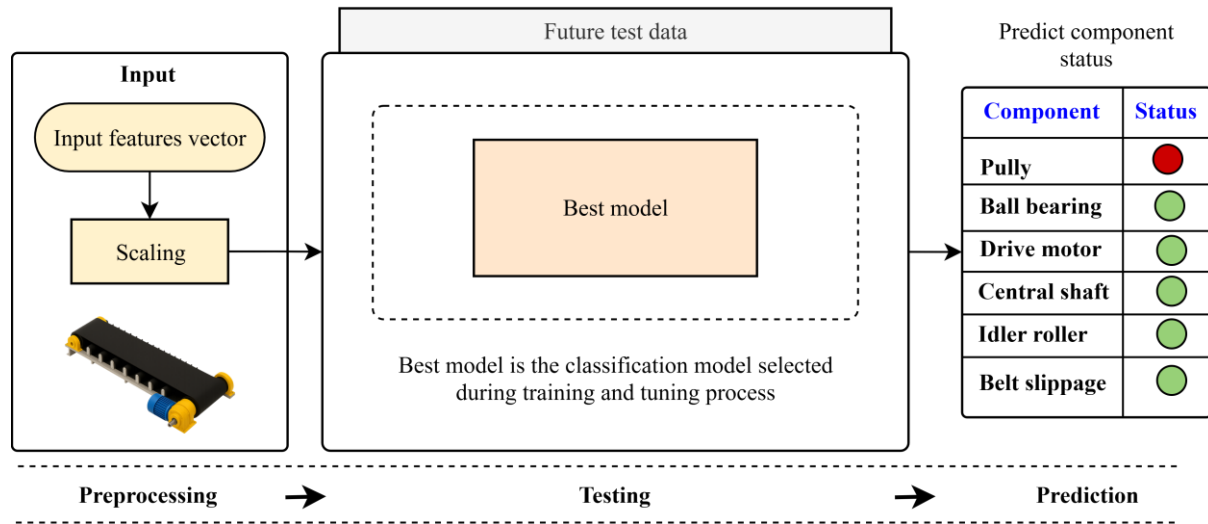 Future test data
Input
Input features vector
Scaling
Best model
Best model is the classification model selected
during training and tuning process
Predict component
status
Component Status
Pully
Ball bearing
Drive motor
Central shaft
Idler roller
Belt slippage
Preprocessing Testing Prediction